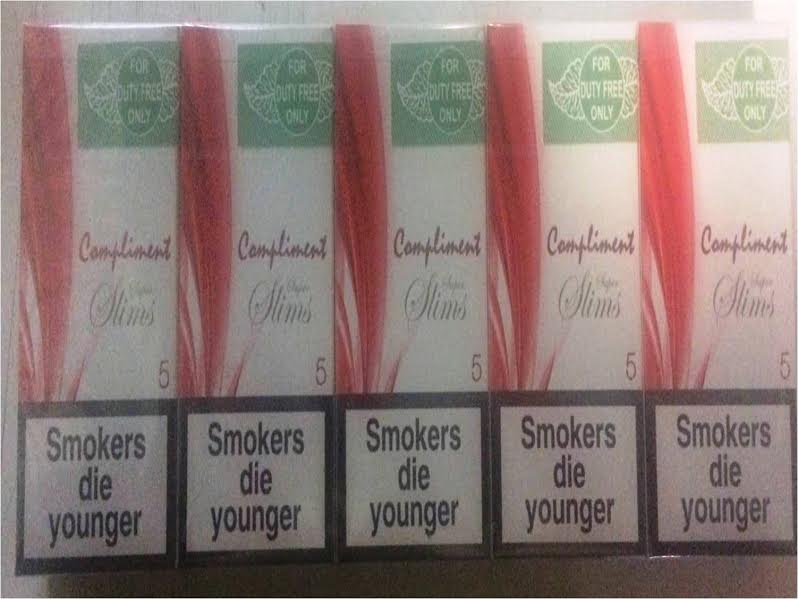 FOR
DUTY FREE
ONLY
Compliment
Super
Slims
5
Smokers
die
younger
FOR
DUTY FREE
ONLY
Compliment
Super
Slims
5
Smokers
die
younger
FOR
DUTY FREE
ONLY
Compliment
Super
Slims
5
Smokers
die
younger
FOR
DUTY FREE
ONLY
Compliment
Super
Slims
5
Smokers
die
younger
FOR
DUTY FREE
ONLY
Compliment
Super
Slims
5
Smokers
die
younger